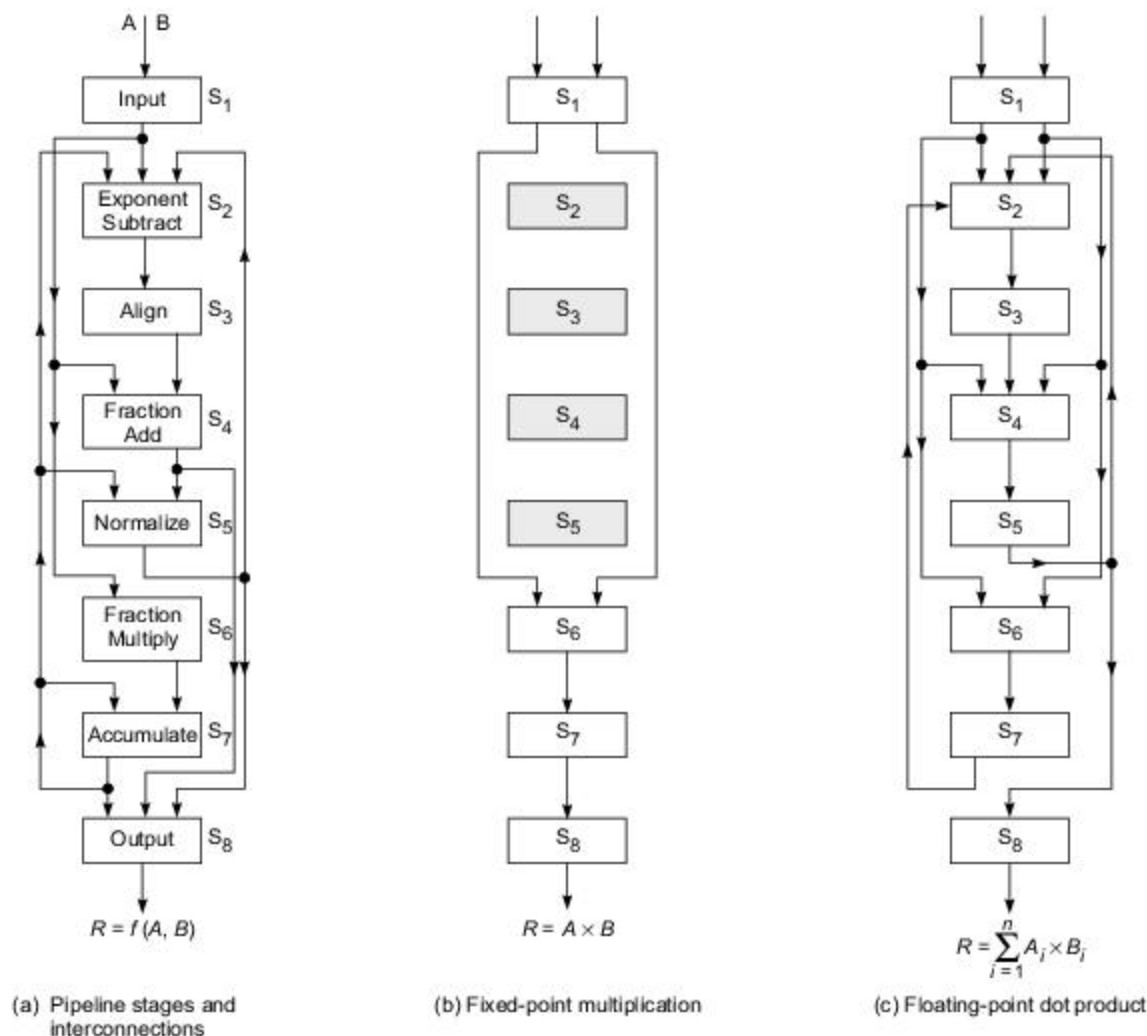 A B
Input S1
Exponent
Subtract S2
Align S3
Fraction
Add S4
Normalize S5
Fraction
Multiply S6
Accumulate S7
Output S8
R = f (A, B)
(a) Pipeline stages and
interconnections
S1
S2
S3
S4
S5
S6
S7
S8
R = A × B
(b) Fixed-point multiplication
S1
S2
S3
S4
S5
S6
S7
S8
n
R = ∑ Ai × Bi
i = 1
(c) Floating-point dot product